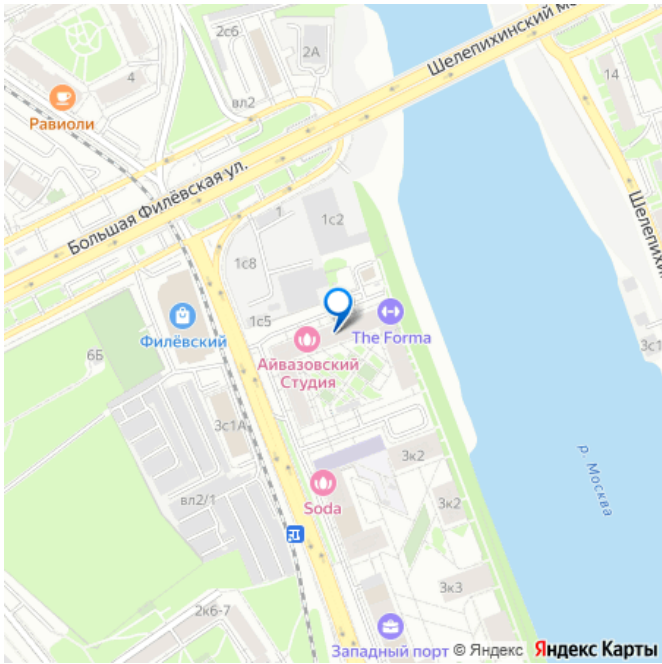 2с6
2А
Шелепихинский мо
4
вл2
14
Равиоли
Большая Филёвская ул.
1
1с2
Шелепихин
1с8
1с5
Филёвский
The Forma
3с1
6Б
Айвазовский
Студия
3с1А
3к2
р. Москва
вл2/1
Soda
3к2
3к3
2к6-7
Западный порт
© Яндекс
Яндекс Карты